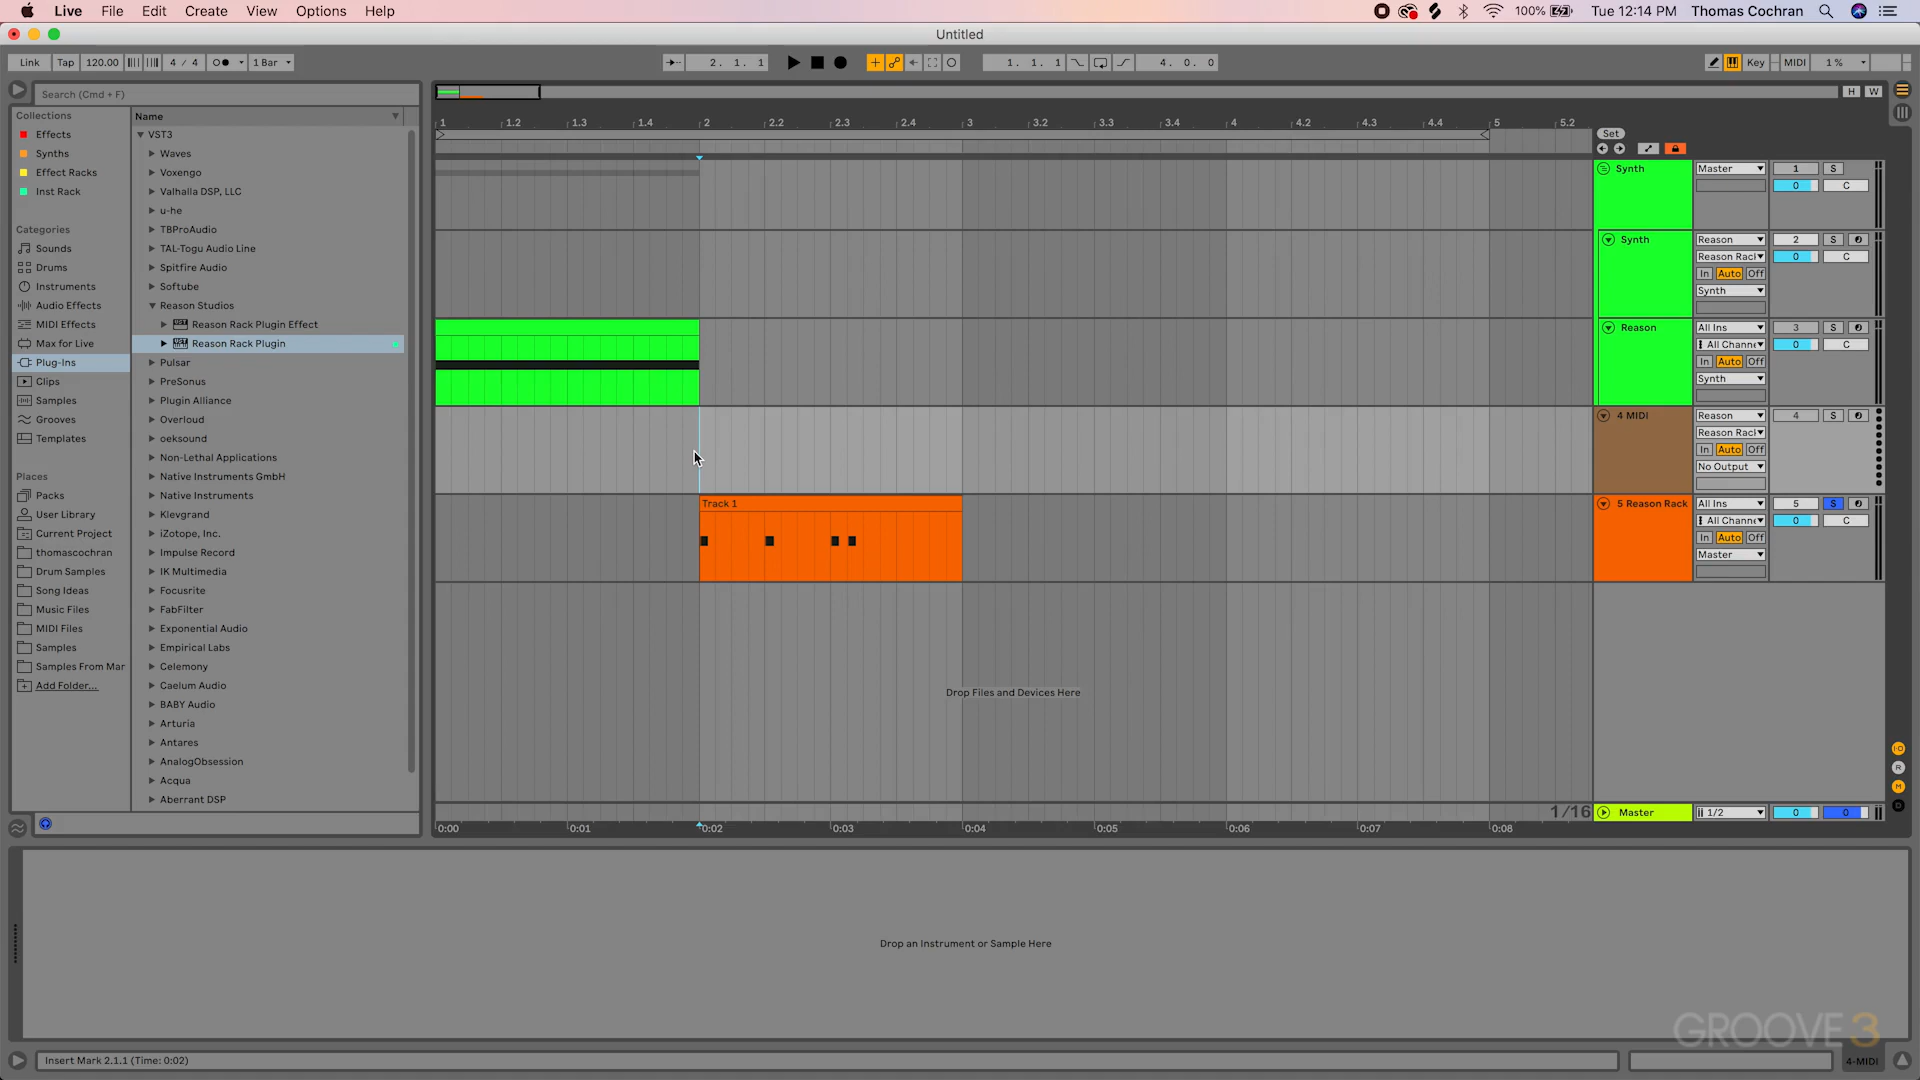 Live File Edit Create View Options Help 100% Tue 12:14 PM Thomas Cochran
Untitled
Link Tap 120.00 4 / 4 1 Bar 2. 1. 1 1. 1. 1 4. 0. 0 Key MIDI 1 %
Search (Cmd + F)
H W
Collections
Effects
Synths
Effect Racks
Inst Rack
Categories
Sounds
Drums
Instruments
Audio Effects
MIDI Effects
Max for Live
Plug-Ins
Clips
Samples
Grooves
Templates
Places
Packs
User Library
Current Project
thomascochran
Drum Samples
Song Ideas
Music Files
MIDI Files
Samples
Samples From Mar
Add Folder...
Name
VST3
Waves
Voxengo
Valhalla DSP, LLC
u-he
TBProAudio
TAL-Togu Audio Line
Spitfire Audio
Softube
Reason Studios
Reason Rack Plugin Effect
Reason Rack Plugin
Pulsar
PreSonus
Plugin Alliance
Overloud
oeksound
Non-Lethal Applications
Native Instruments GmbH
Native Instruments
Klevgrand
iZotope, Inc.
Impulse Record
IK Multimedia
Focusrite
FabFilter
Exponential Audio
Empirical Labs
Celemony
Caelum Audio
BABY Audio
Arturia
Antares
AnalogObsession
Acqua
Aberrant DSP
1 1.2 1.3 1.4 2 2.2 2.3 2.4 3 3.2 3.3 3.4 4 4.2 4.3 4.4 5 5.2
Set
Synth Master 1 S
0 C
Synth Reason 2 S
Reason Rac 0 C
In Auto Off
Synth
Reason All Ins 3 S
All Channe 0 C
In Auto Off
Synth
4 MIDI Reason 4 S
Reason Rac
In Auto Off
No Output
Track 1
5 Reason Rack All Ins 5 S
All Channe 0 C
In Auto Off
Master
Drop Files and Devices Here
I·O
R
M
D
1/16 Master 1/2 0 0
0:00 0:01 0:02 0:03 0:04 0:05 0:06 0:07 0:08
Drop an Instrument or Sample Here
GROOVE 3
Insert Mark 2.1.1 (Time: 0:02)
4-MIDI